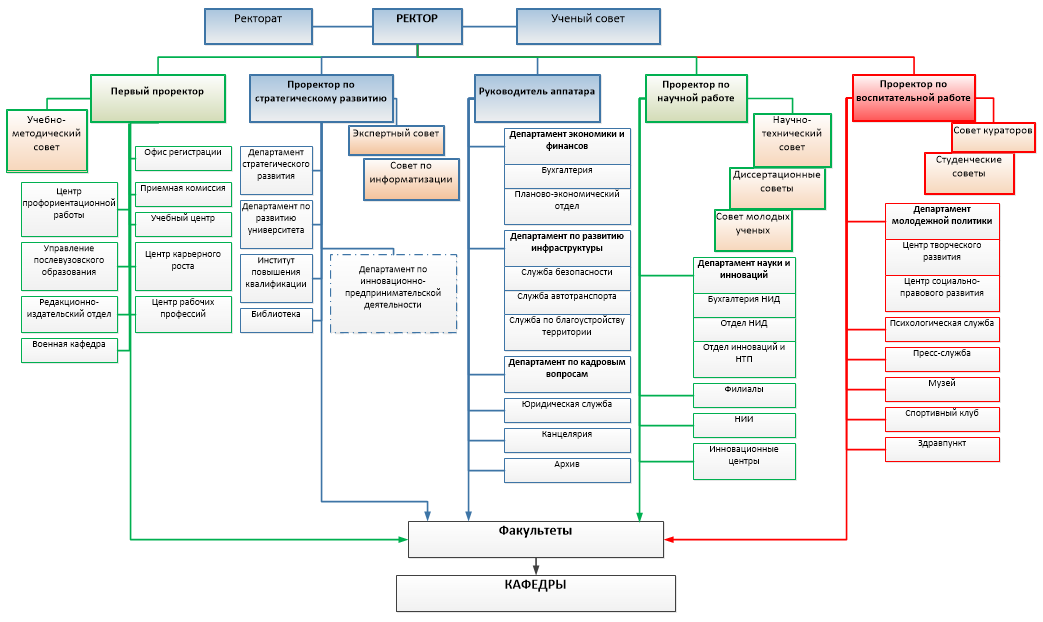 Ректорат
РЕКТОР
Ученый совет
Первый проректор
Учебно-
методический
совет
Офис регистрации
Приемная комиссия
Учебный центр
Центр карьерного
роста
Центр рабочих
профессий
Центр
профориентационной
работы
Управление
послевузовского
образования
Редакционно-
издательский отдел
Военная кафедра
Проректор по
стратегическому развитию
Экспертный совет
Совет по
информатизации
Департамент
стратегического
развития
Департамент по
развитию
университета
Институт
повышения
квалификации
Библиотека
Департамент по
инновационно-
предпринимательской
деятельности
Руководитель аппатара
Департамент экономики и
финансов
Бухгалтерия
Планово-экономический
отдел
Департамент по развитию
инфраструктуры
Служба безопасности
Служба автотранспорта
Служба по благоустройству
территории
Департамент по кадровым
вопросам
Юридическая служба
Канцелярия
Архив
Проректор по
научной работе
Научно-
технический
совет
Диссертационные
советы
Совет молодых
ученых
Департамент науки и
инноваций
Бухгалтерия НИД
Отдел НИД
Отдел инноваций и
НТП
Филиалы
НИИ
Инновационные
центры
Проректор по
воспитательной работе
Совет кураторов
Студенческие
советы
Департамент
молодежной политики
Центр творческого
развития
Центр социально-
правового развития
Психологическая служба
Пресс-служба
Музей
Спортивный клуб
Здравпункт
Факультеты
КАФЕДРЫ